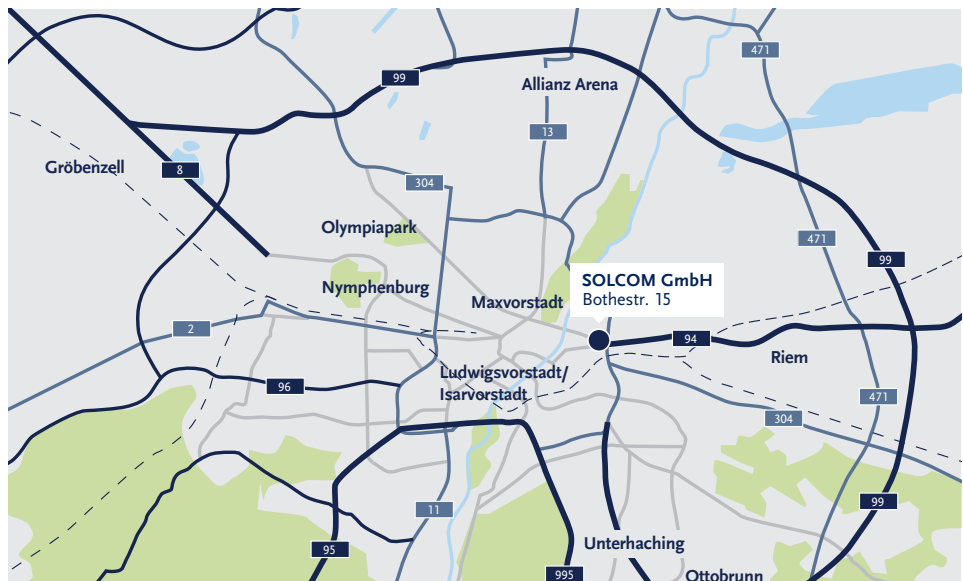 471
99
Allianz Arena
13
Gröbenzell
8
304
Olympiapark
471
99
SOLCOM GmbH
Bothestr. 15
Nymphenburg
Maxvorstadt
2
94
Riem
Ludwigsvorstadt/
Isarvorstadt
96
471
304
99
11
95
Unterhaching
995
Ottobrunn